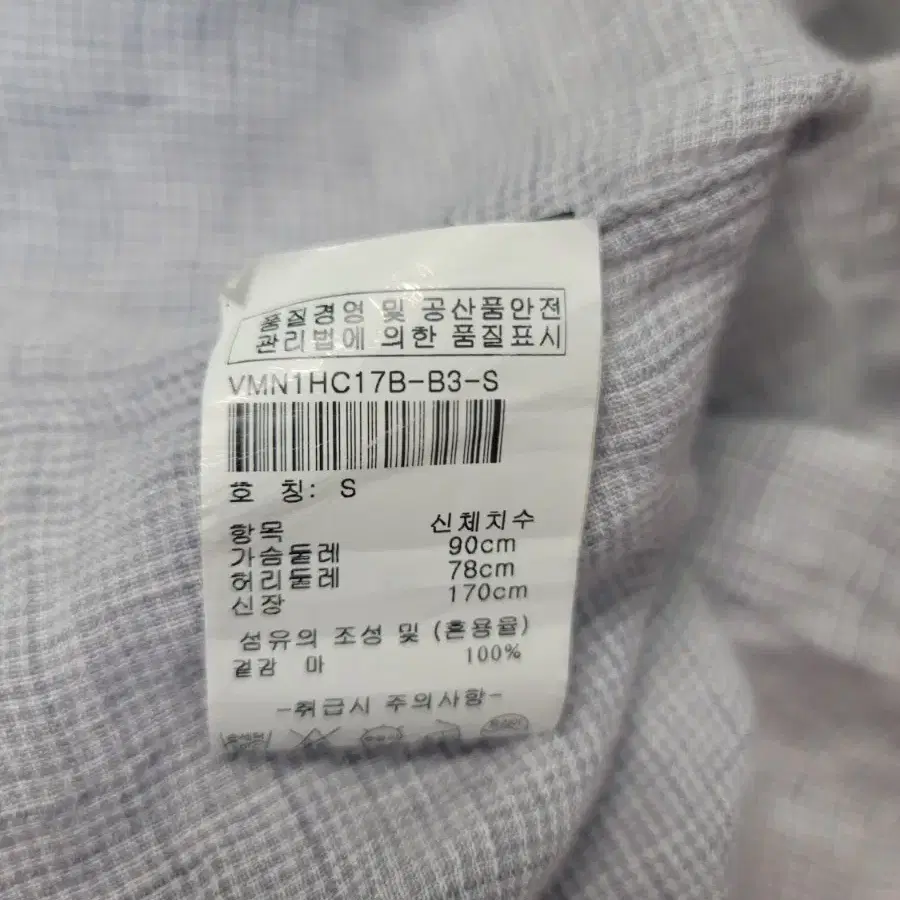 품질경영 및 공산품안전
관리법에 의한 품질표시
VMN1HC17B-B3-S
호 칭: S
항목 신체치수
가슴둘레 90cm
허리둘레 78cm
신장 170cm
섬유의 조성 및 (혼용율)
겉감 마 100%
-취급시 주의사항-